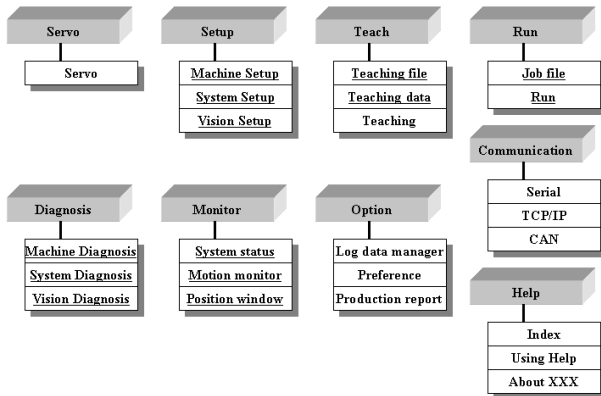 Servo
Servo
Setup
Machine Setup
System Setup
Vision Setup
Teach
Teaching file
Teaching data
Teaching
Run
Job file
Run
Communication
Serial
TCP/IP
CAN
Diagnosis
Machine Diagnosis
System Diagnosis
Vision Diagnosis
Monitor
System status
Motion monitor
Position window
Option
Log data manager
Preference
Production report
Help
Index
Using Help
About XXX